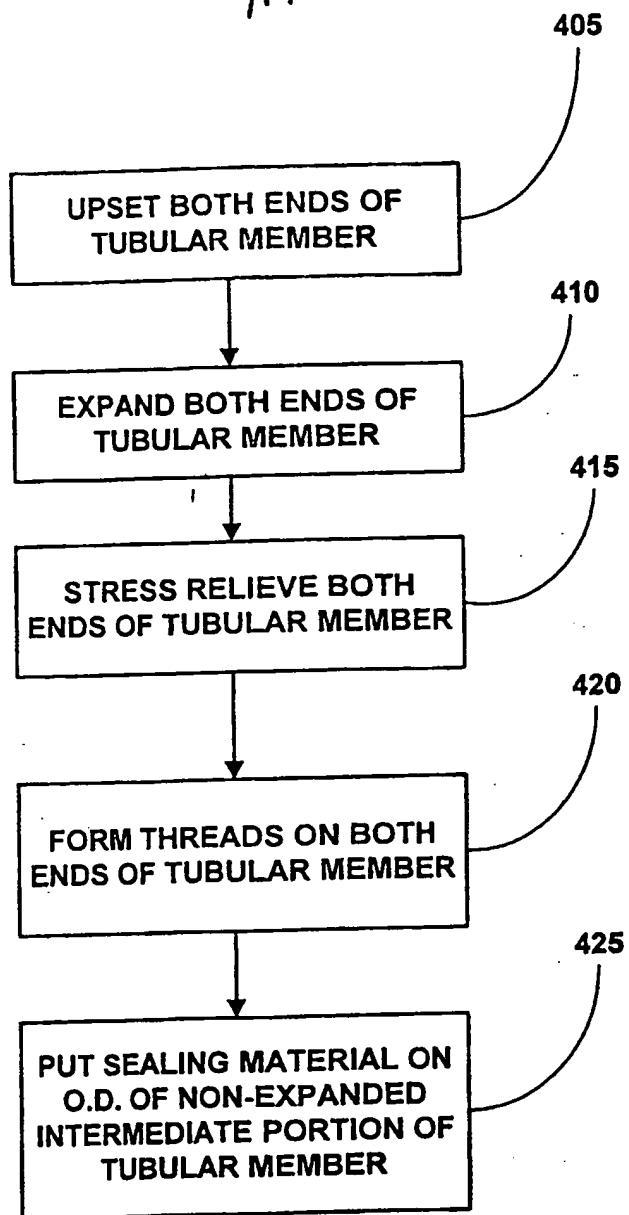 405
UPSET BOTH ENDS OF
TUBULAR MEMBER
410
EXPAND BOTH ENDS OF
TUBULAR MEMBER
415
STRESS RELIEVE BOTH
ENDS OF TUBULAR MEMBER
420
FORM THREADS ON BOTH
ENDS OF TUBULAR MEMBER
425
PUT SEALING MATERIAL ON
O.D. OF NON-EXPANDED
INTERMEDIATE PORTION OF
TUBULAR MEMBER